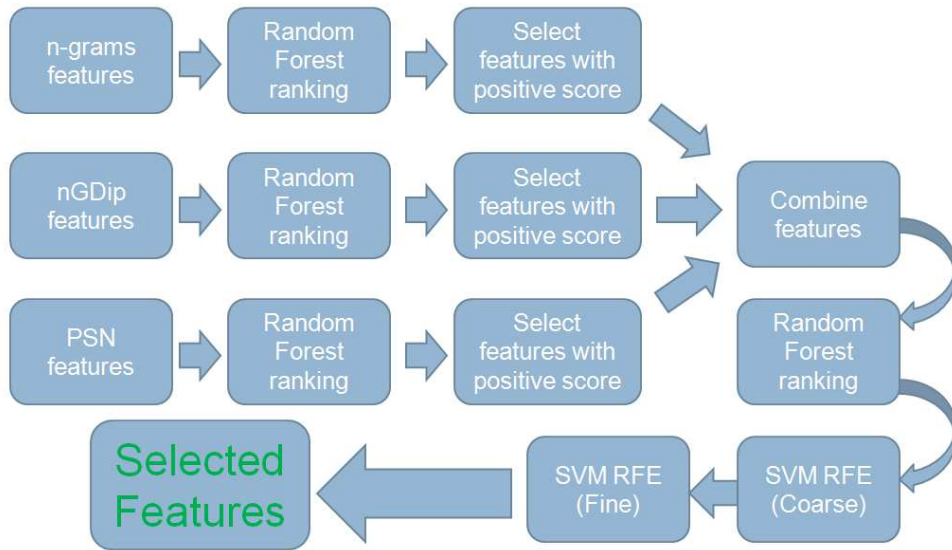 n-grams
features
Random
Forest
ranking
Select
features with
positive score
nGDip
features
Random
Forest
ranking
Select
features with
positive score
Combine
features
PSN
features
Random
Forest
ranking
Select
features with
positive score
Random
Forest
ranking
SVM RFE
(Coarse)
SVM RFE
(Fine)
Selected
Features